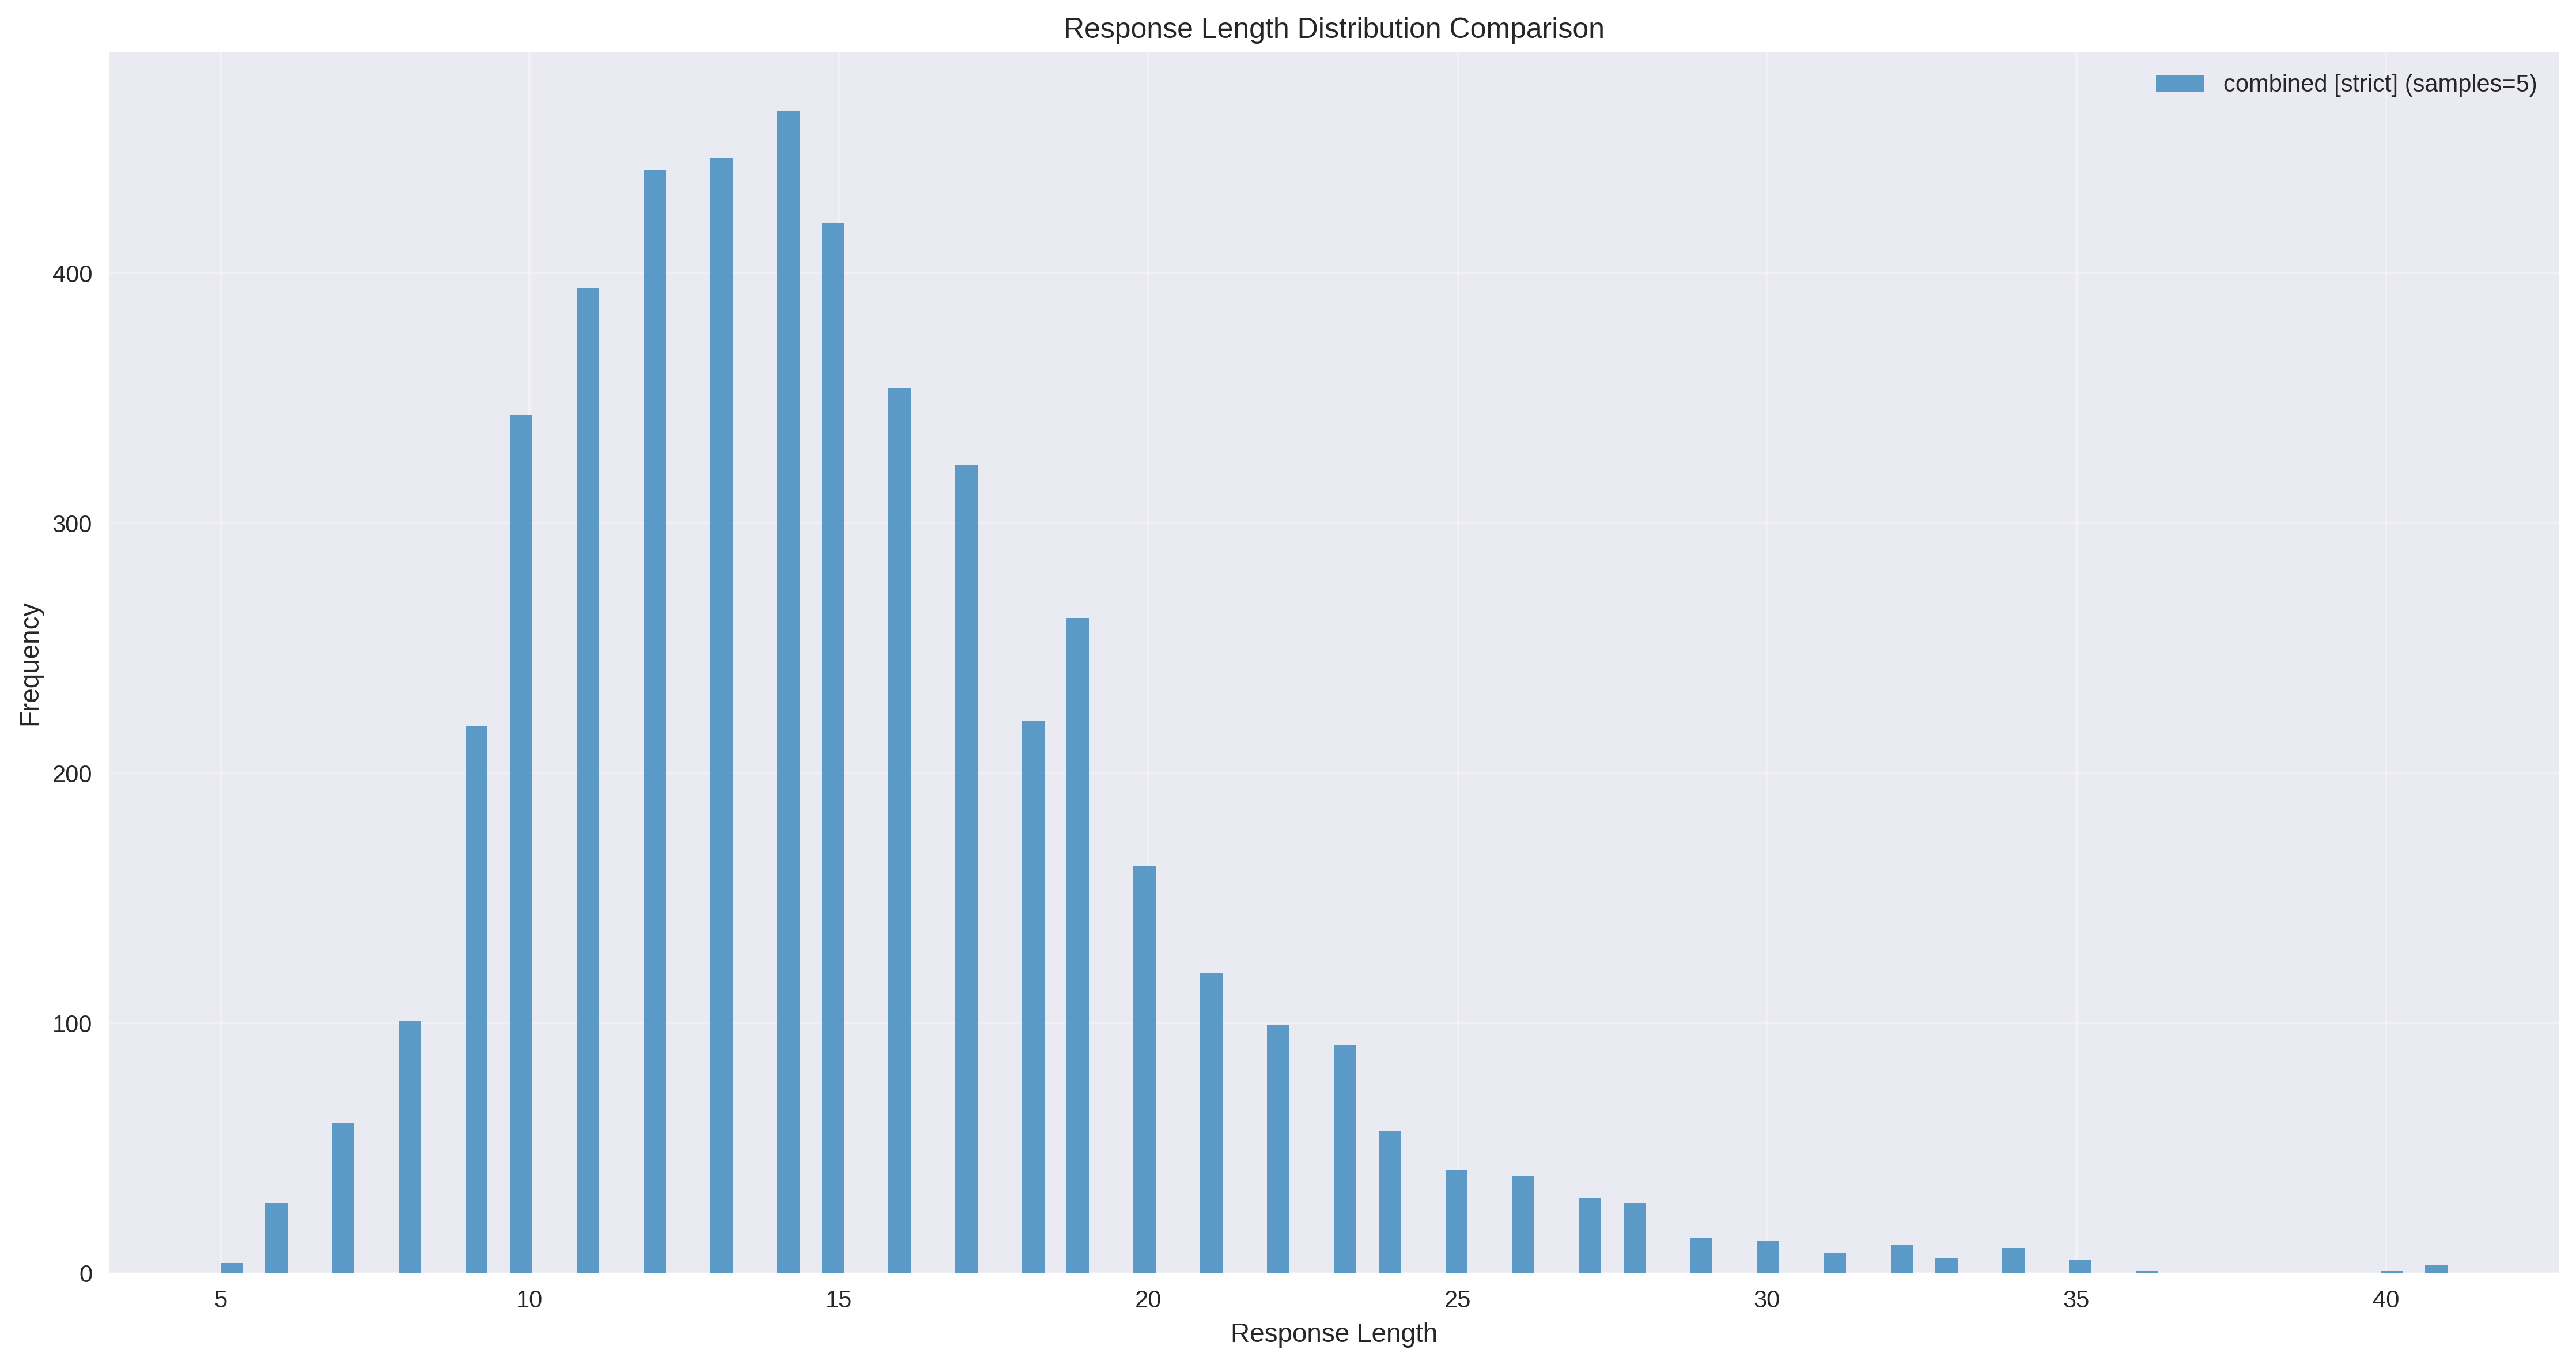 Response Length Distribution Comparison
combined [strict] (samples=5)
Frequency
400
300
200
100
0
5 10 15 20 25 30 35 40
Response Length